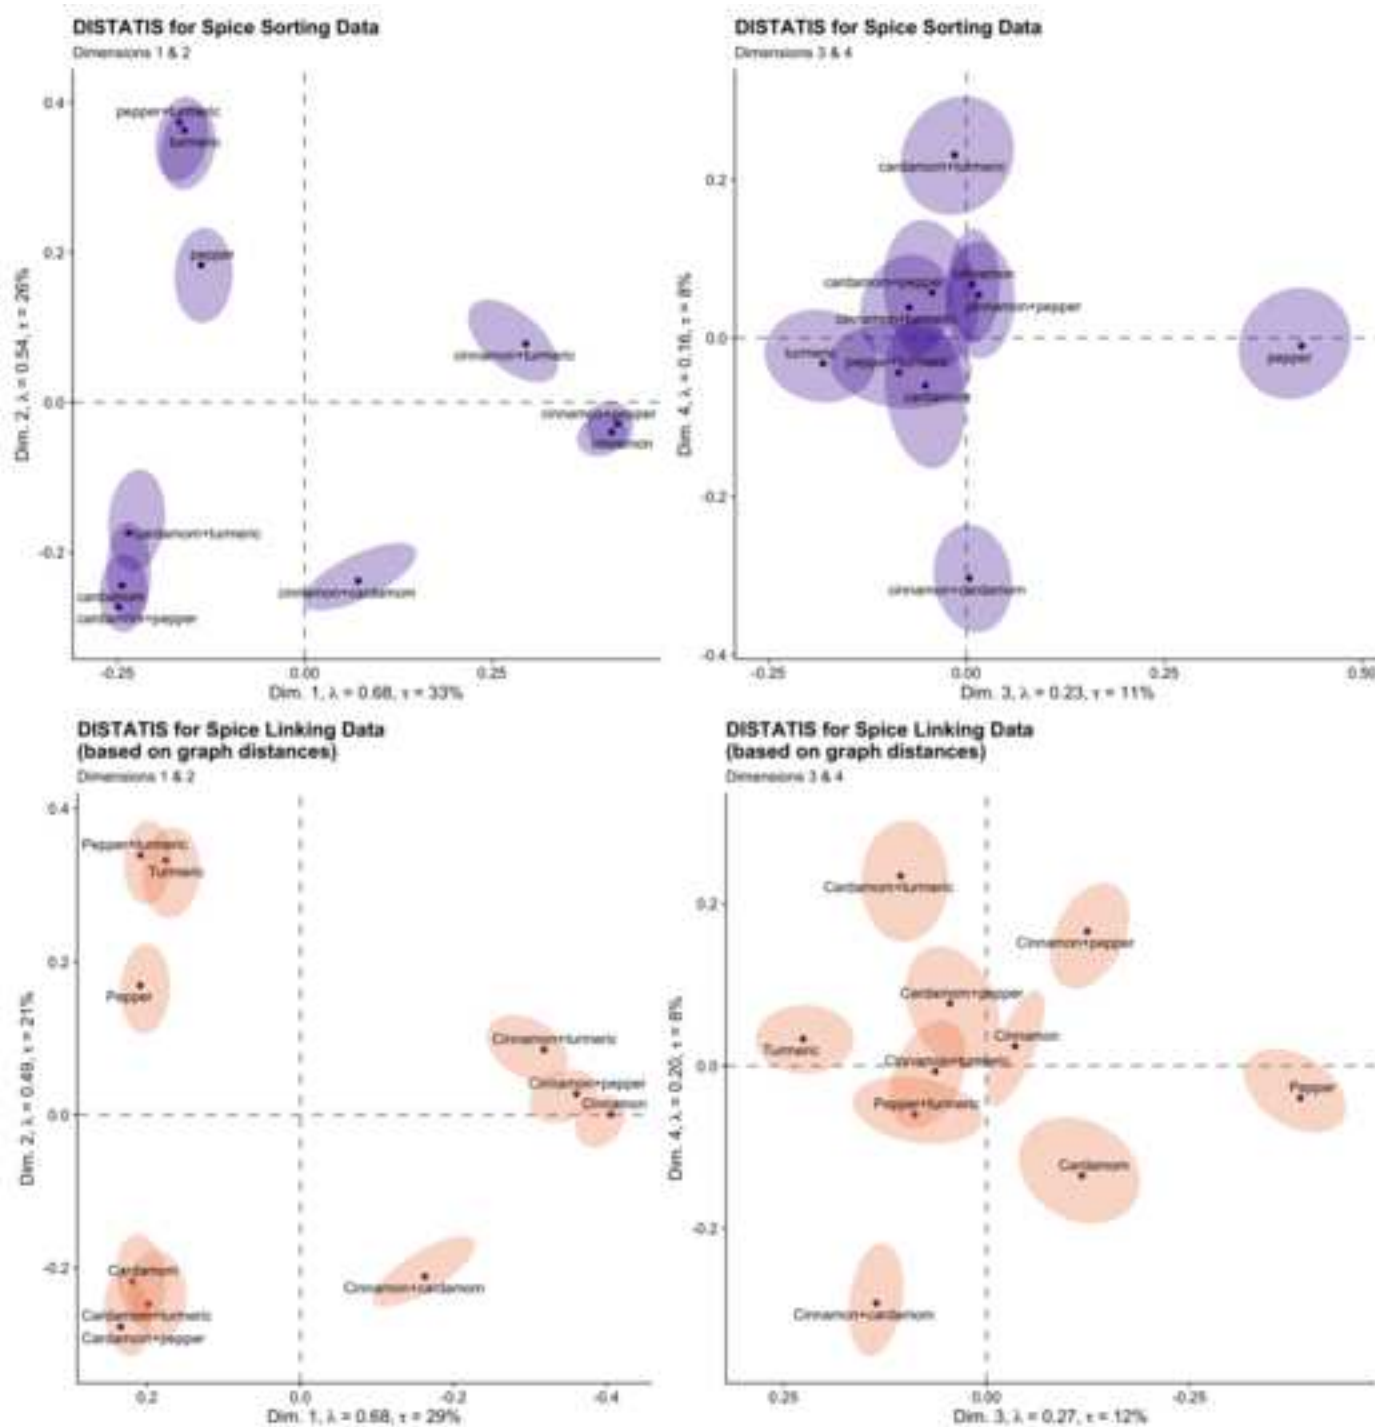 DISTATIS for Spice Sorting Data
Dimensions 1 & 2
0.4
0.2
0.0
-0.2
Dim. 2, λ = 0.54, τ = 26%
pepper+turmeric
turmeric
pepper
cinnamon+turmeric
cinnamon+pepper
cinnamon
cardamom+turmeric
cardamom
cardamom+pepper
cinnamon+cardamom
-0.25
0.00
0.25
Dim. 1, λ = 0.68, τ = 33%
DISTATIS for Spice Sorting Data
Dimensions 3 & 4
0.2
0.0
-0.2
-0.4
Dim. 4, λ = 0.16, τ = 8%
cardamom+turmeric
cinnamon
cardamom+pepper
cinnamon+pepper
cinnamon+turmeric
turmeric
pepper+turmeric
pepper
cardamom
cinnamon+cardamom
-0.25
0.00
0.25
0.50
Dim. 3, λ = 0.23, τ = 11%
DISTATIS for Spice Linking Data
(based on graph distances)
Dimensions 1 & 2
0.4
0.2
0.0
-0.2
Dim. 2, λ = 0.49, τ = 21%
Pepper+turmeric
Turmeric
Pepper
Cinnamon+turmeric
Cinnamon+pepper
Cinnamon
Cardamom
Cinnamon+cardamom
Cardamom+turmeric
Cardamom+pepper
0.2
0.0
-0.2
-0.4
Dim. 1, λ = 0.68, τ = 29%
DISTATIS for Spice Linking Data
(based on graph distances)
Dimensions 3 & 4
0.2
0.0
-0.2
Dim. 4, λ = 0.20, τ = 8%
Cardamom+turmeric
Cinnamon+pepper
Cardamom+pepper
Cinnamon
Turmeric
Cinnamon+turmeric
Pepper
Pepper+turmeric
Cardamom
Cinnamon+cardamom
0.25
0.00
-0.25
Dim. 3, λ = 0.27, τ = 12%